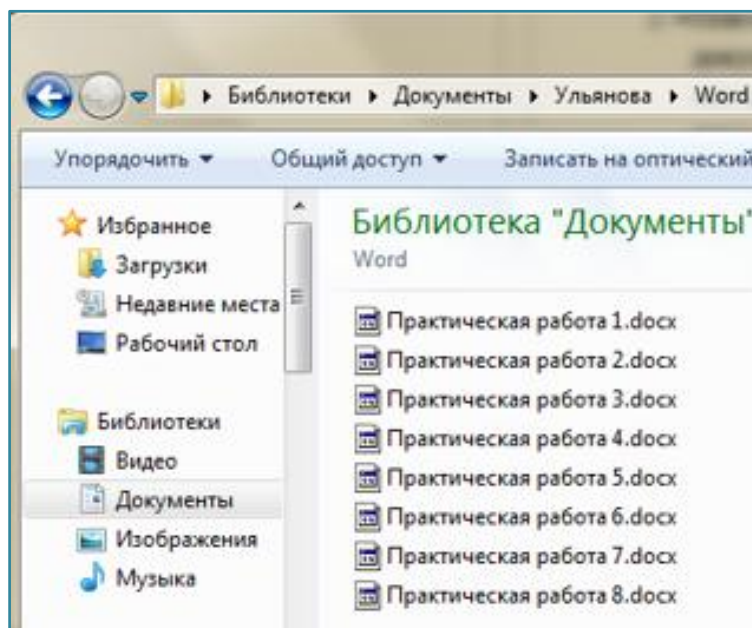 Библиотеки ▸ Документы ▸ Ульянова ▸ Word
Упорядочить ▾ Общий доступ ▾ Записать на оптический
Избранное
Загрузки
Недавние места
Рабочий стол
Библиотеки
Видео
Документы
Изображения
Музыка
Библиотека "Документы"
Word
Практическая работа 1.docx
Практическая работа 2.docx
Практическая работа 3.docx
Практическая работа 4.docx
Практическая работа 5.docx
Практическая работа 6.docx
Практическая работа 7.docx
Практическая работа 8.docx